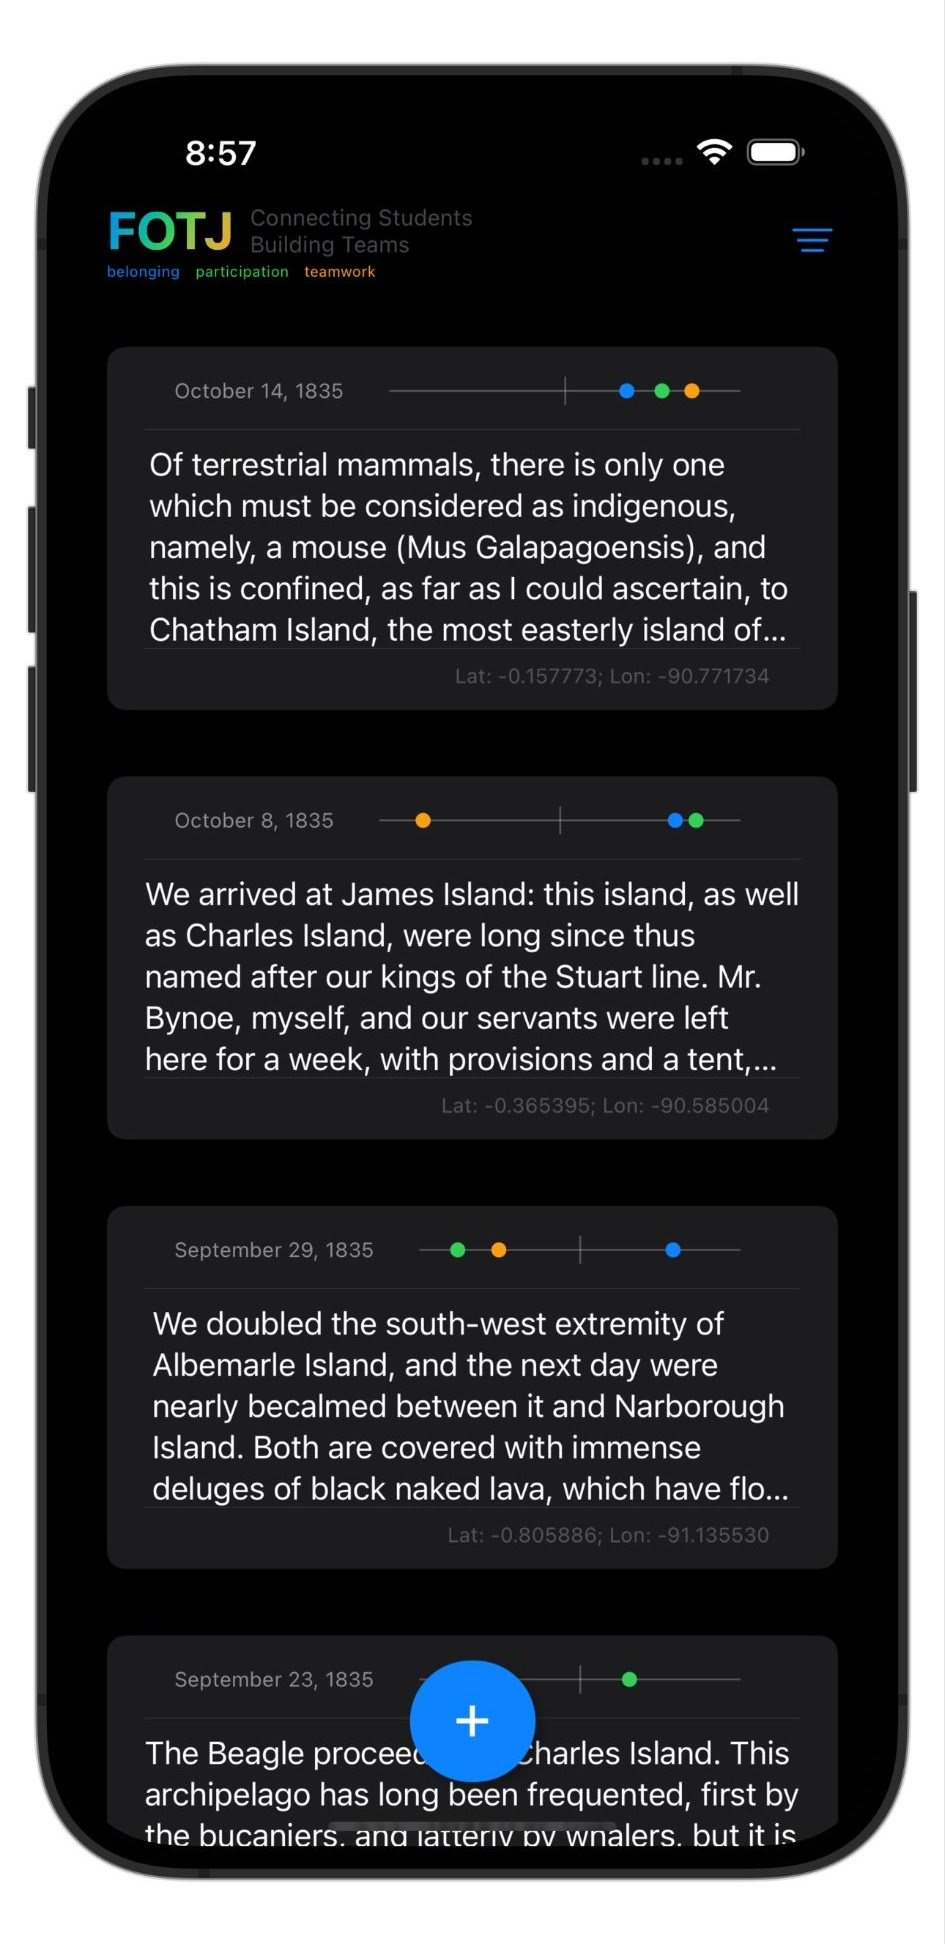 8:57
FOTJ
Connecting Students
Building Teams
belonging participation teamwork
October 14, 1835
Of terrestrial mammals, there is only one
which must be considered as indigenous,
namely, a mouse (Mus Galapagoensis), and
this is confined, as far as I could ascertain, to
Chatham Island, the most easterly island of...
Lat: -0.157773; Lon: -90.771734
October 8, 1835
We arrived at James Island: this island, as well
as Charles Island, were long since thus
named after our kings of the Stuart line. Mr.
Bynoe, myself, and our servants were left
here for a week, with provisions and a tent,...
Lat: -0.365395; Lon: -90.585004
September 29, 1835
We doubled the south-west extremity of
Albemarle Island, and the next day were
nearly becalmed between it and Narborough
Island. Both are covered with immense
deluges of black naked lava, which have flo...
Lat: -0.805886; Lon: -91.135530
September 23, 1835
+
The Beagle Charles Island. This
archipelago has long been frequented, first by
the bucaniers, and latterly by whalers, but it is